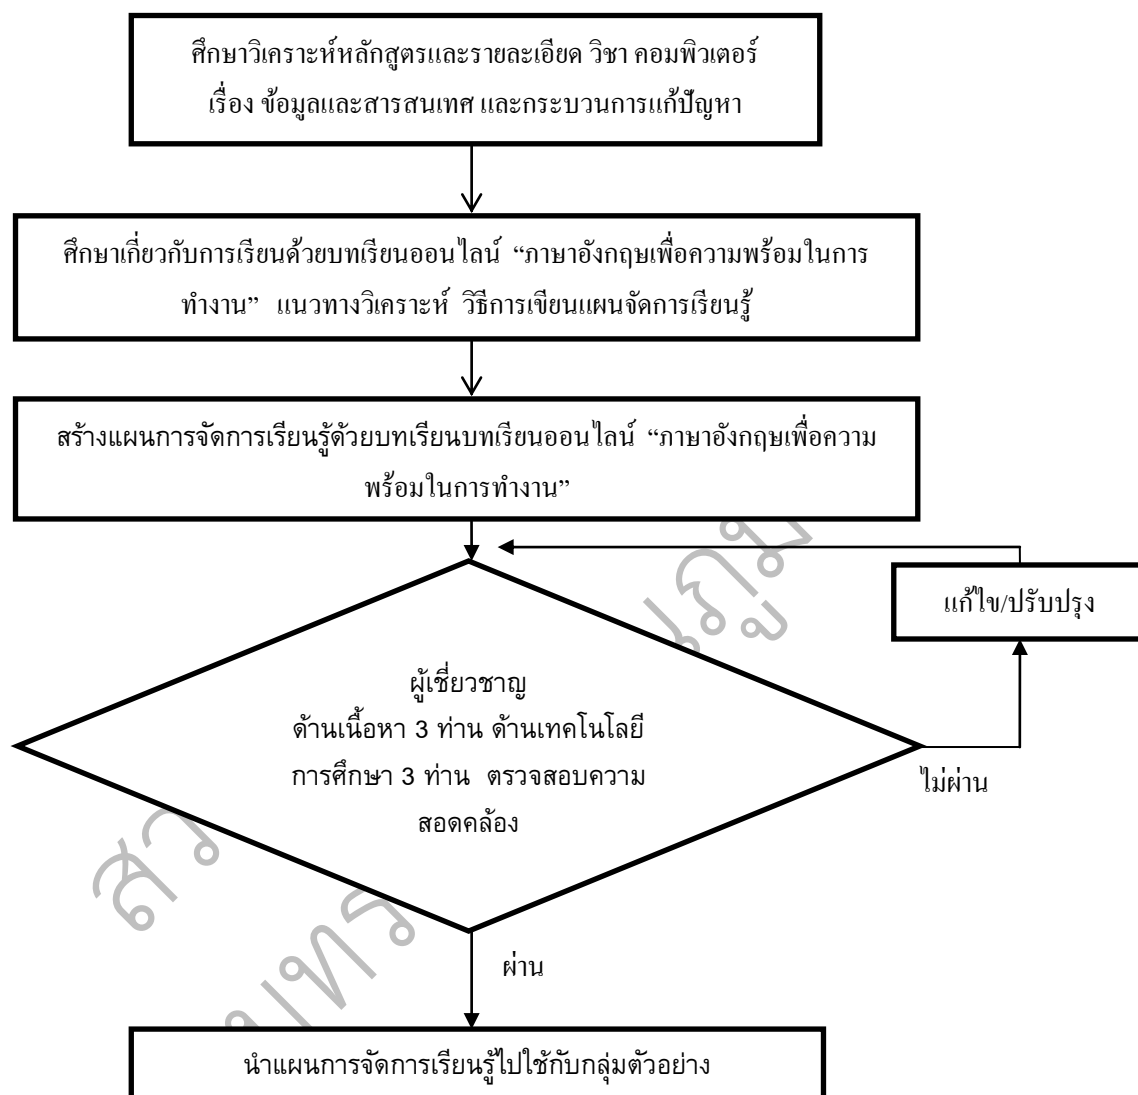 ศึกษาวิเคราะห์หลักสูตรและรายละเอียด วิชา คอมพิวเตอร์
เรื่อง ข้อมูลและสารสนเทศ และกระบวนการแก้ปัญหา
ศึกษาเกี่ยวกับการเรียนด้วยบทเรียนออนไลน์ “ภาษาอังกฤษเพื่อความพร้อมในการ
ทำงาน” แนวทางวิเคราะห์ วิธีการเขียนแผนจัดการเรียนรู้
สร้างแผนการจัดการเรียนรู้ด้วยบทเรียนบทเรียนออนไลน์ “ภาษาอังกฤษเพื่อความ
พร้อมในการทำงาน”
แก้ไข/ปรับปรุง
ผู้เชี่ยวชาญ
ด้านเนื้อหา 3 ท่าน ด้านเทคโนโลยี
การศึกษา 3 ท่าน ตรวจสอบความ
สอดคล้อง
ไม่ผ่าน
ผ่าน
นำแผนการจัดการเรียนรู้ไปใช้กับกลุ่มตัวอย่าง